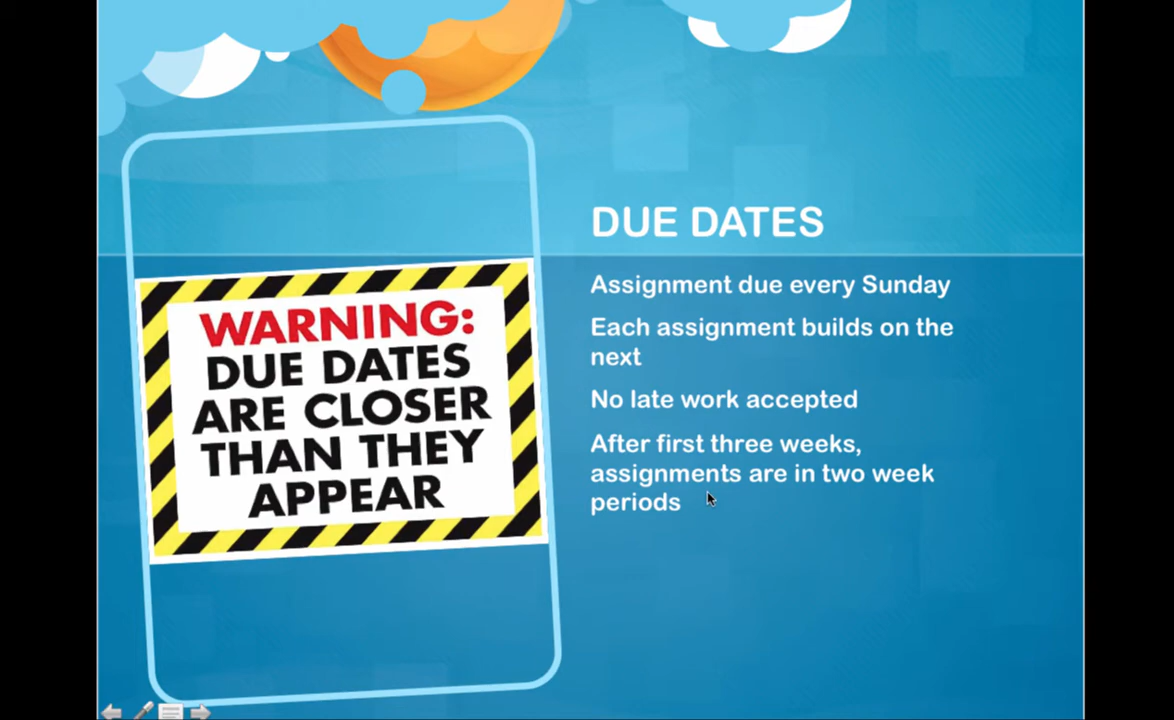 WARNING:
DUE DATES
ARE CLOSER
THAN THEY
APPEAR
DUE DATES
Assignment due every Sunday
Each assignment builds on the
next
No late work accepted
After first three weeks,
assignments are in two week
periods